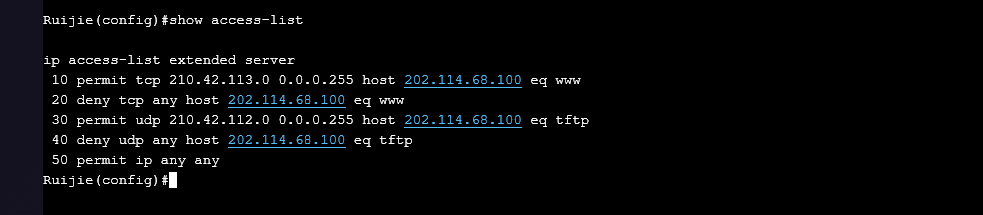 Ruijie(config)#show access-list
ip access-list extended server
10 permit tcp 210.42.113.0 0.0.0.255 host 202.114.68.100 eq www
20 deny tcp any host 202.114.68.100 eq www
30 permit udp 210.42.112.0 0.0.0.255 host 202.114.68.100 eq tftp
40 deny udp any host 202.114.68.100 eq tftp
50 permit ip any any
Ruijie(config)#